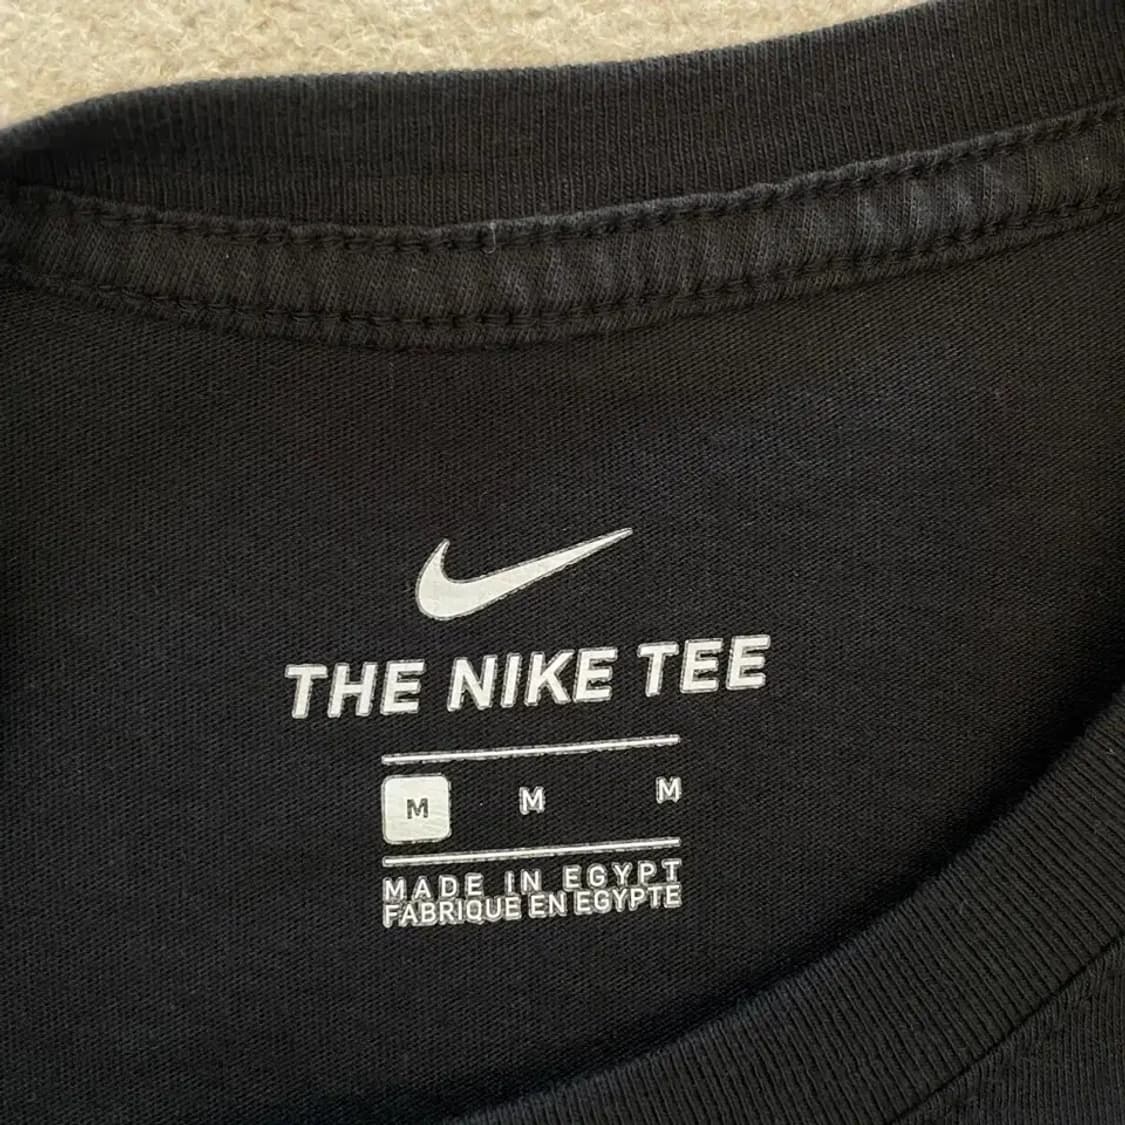 THE NIKE TEE
M M M
MADE IN EGYPT
FABRIQUE EN EGYPTE